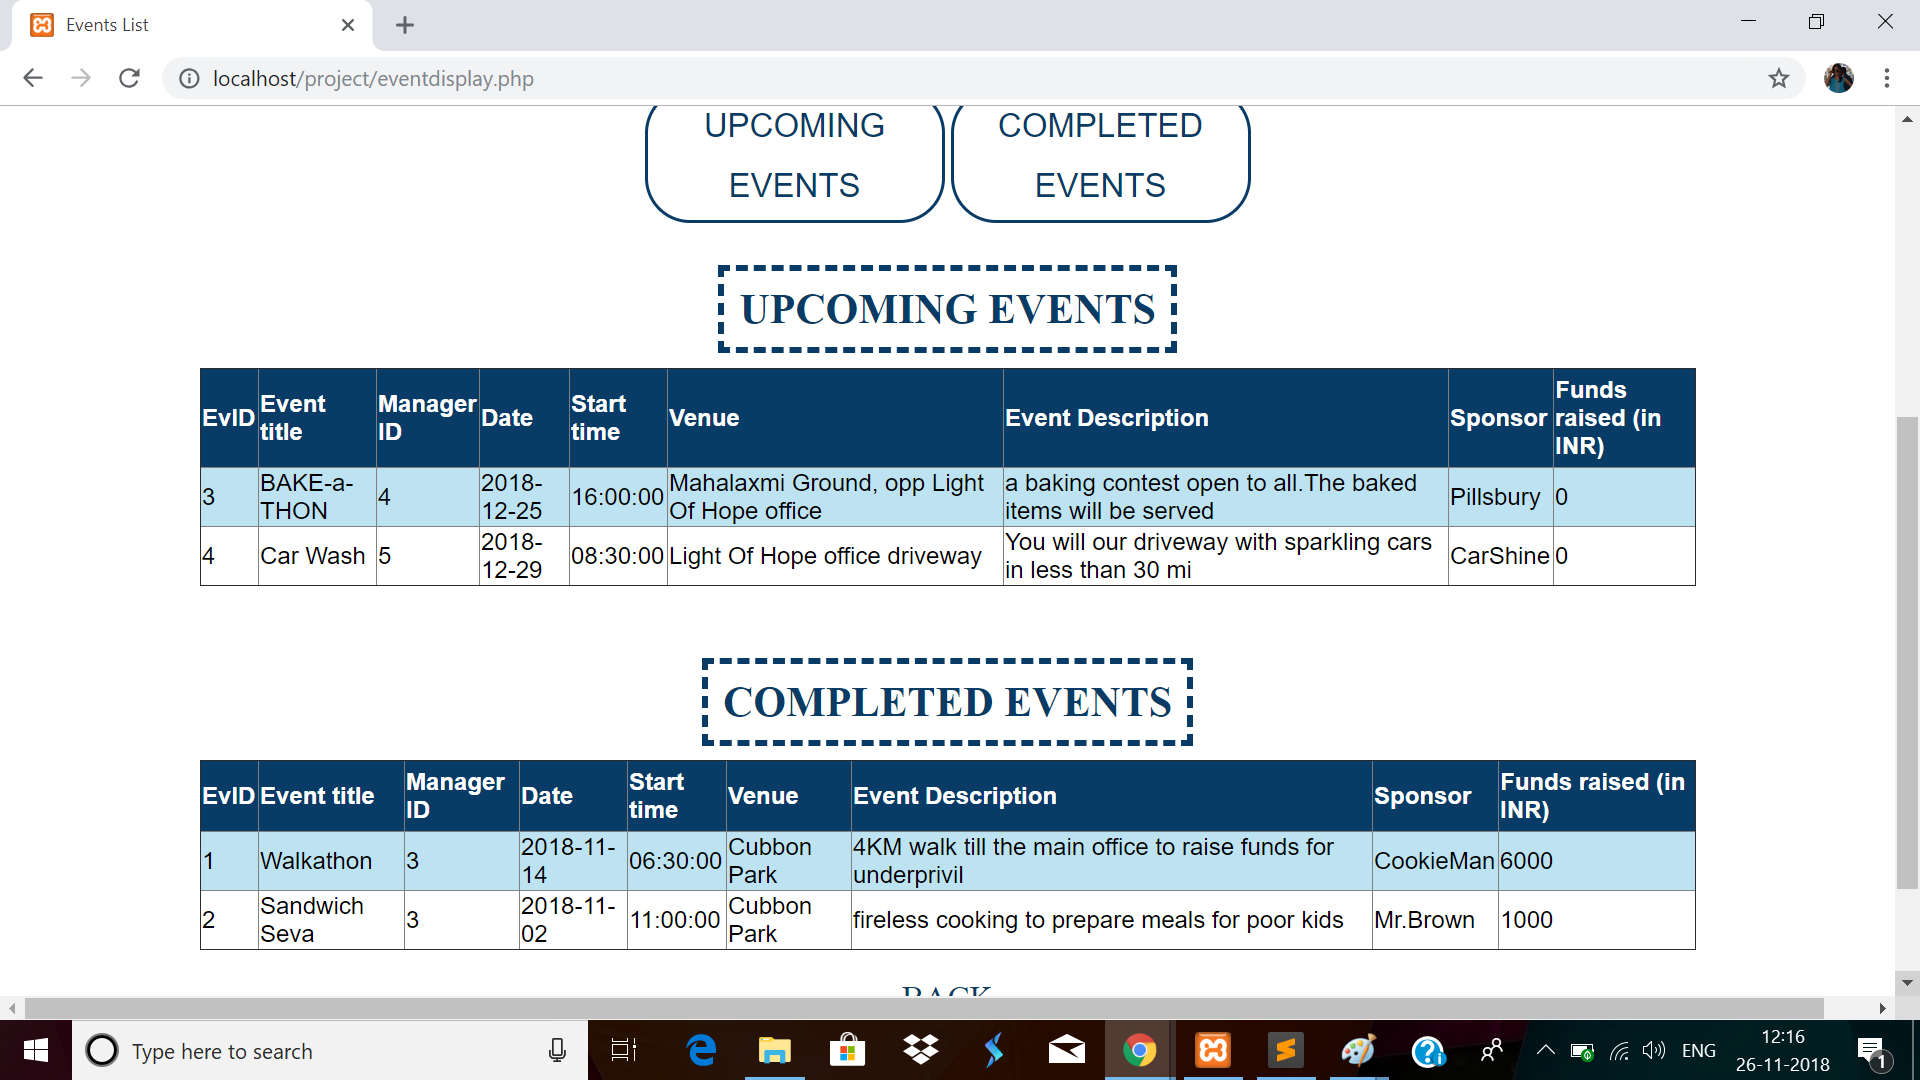 Events List
localhost/project/eventdisplay.php
UPCOMING EVENTS
COMPLETED EVENTS
UPCOMING EVENTS
EvID Event title Manager ID Date Start time Venue Event Description Sponsor Funds raised (in INR)
3 BAKE-a-THON 4 2018-12-25 16:00:00 Mahalaxmi Ground, opp Light Of Hope office a baking contest open to all.The baked items will be served Pillsbury 0
4 Car Wash 5 2018-12-29 08:30:00 Light Of Hope office driveway You will our driveway with sparkling cars in less than 30 mi CarShine 0
COMPLETED EVENTS
EvID Event title Manager ID Date Start time Venue Event Description Sponsor Funds raised (in INR)
1 Walkathon 3 2018-11-14 06:30:00 Cubbon Park 4KM walk till the main office to raise funds for underprivil CookieMan 6000
2 Sandwich Seva 3 2018-11-02 11:00:00 Cubbon Park fireless cooking to prepare meals for poor kids Mr.Brown 1000
BACK
Type here to search
ENG
12:16
26-11-2018
1